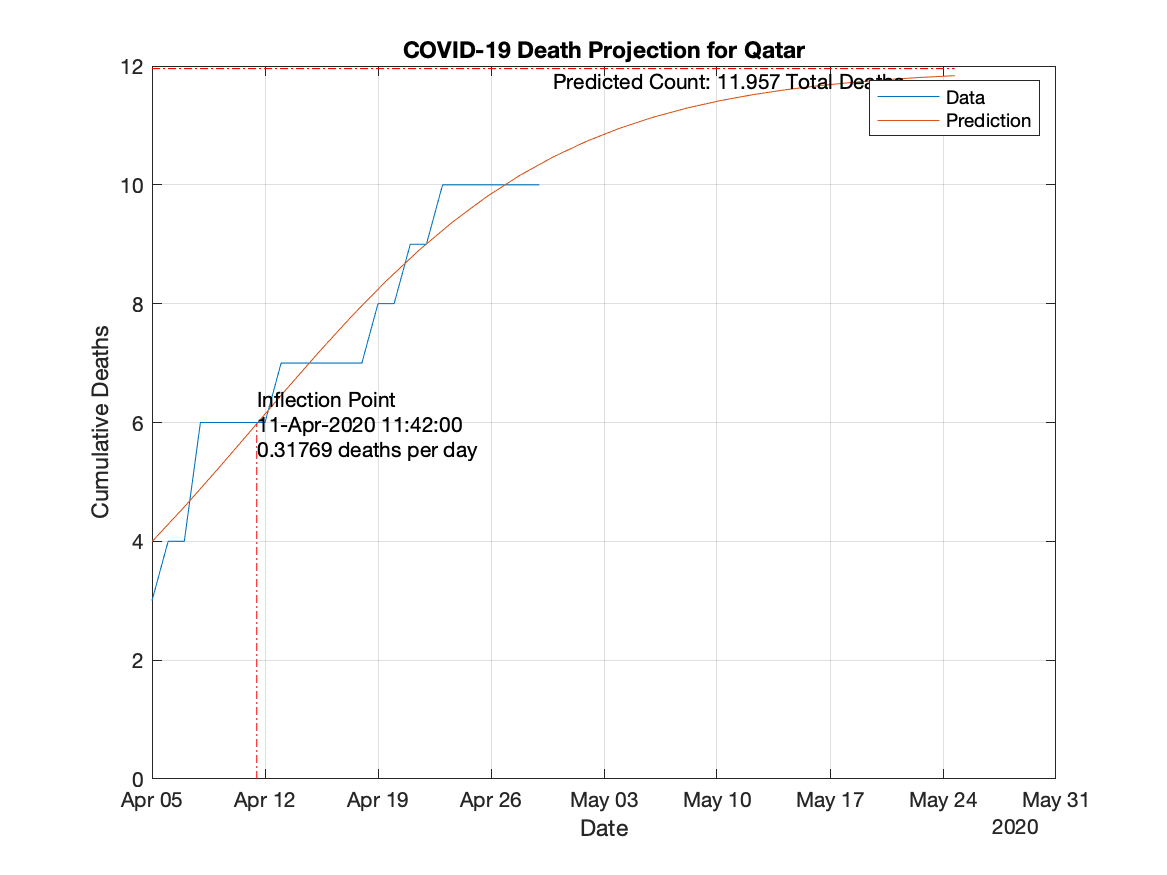 COVID-19 Death Projection for Qatar
12
Predicted Count: 11.957 Total Deaths
Data
Prediction
10
8
Cumulative Deaths
Inflection Point
6
11-Apr-2020 11:42:00
0.31769 deaths per day
4
2
0
Apr 05 Apr 12 Apr 19 Apr 26 May 03 May 10 May 17 May 24 May 31
Date
2020